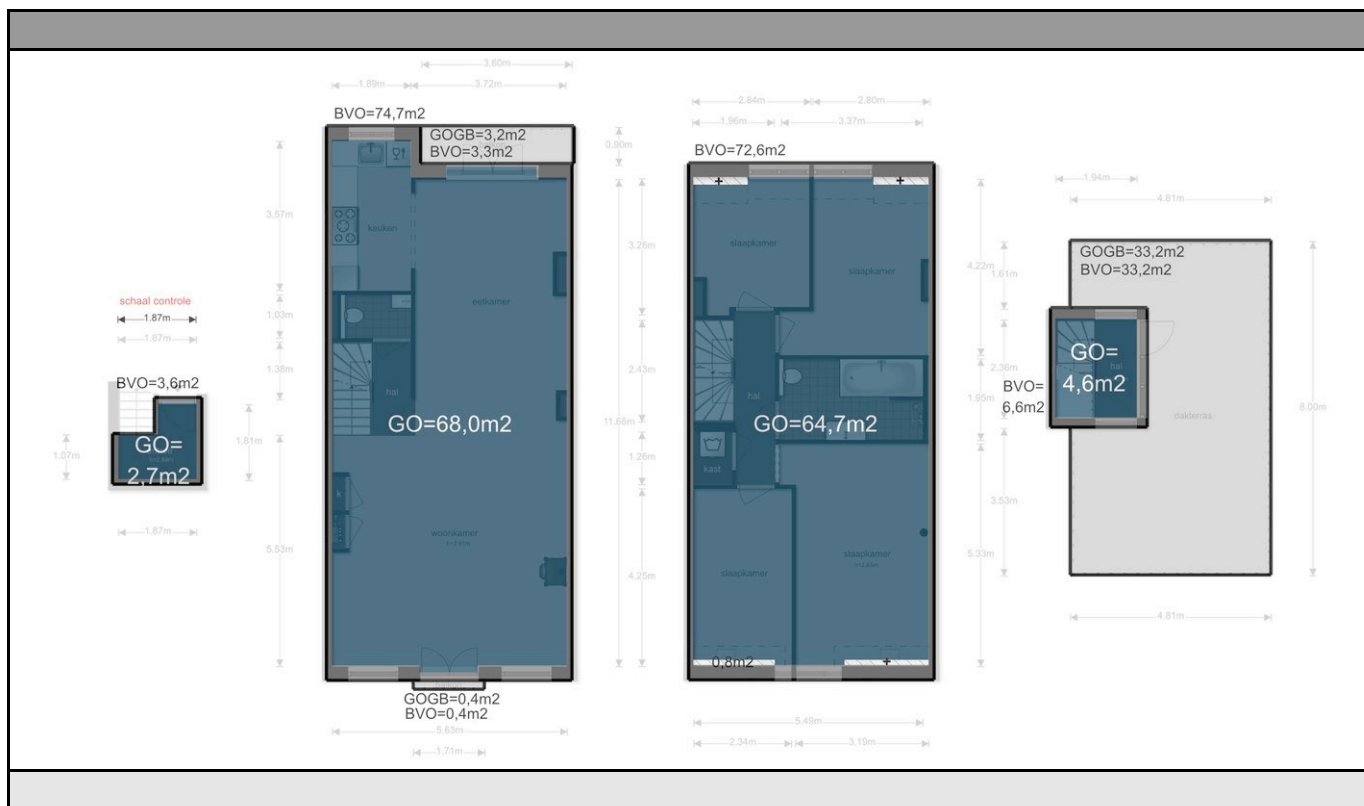 schaal controle
1.87m
1.87m
BVO=3,6m2
GO=
2,7m2
1.07m
1.81m
1.87m
3.60m
1.89m
3.72m
BVO=74,7m2
GOGB=3,2m2
BVO=3,3m2
0.90m
3.57m
1.03m
1.38m
5.53m
keuken
eetkamer
hal
GO=68,0m2
woonkamer
GOGB=0,4m2
BVO=0,4m2
5.63m
1.71m
3.26m
2.43m
11.68m
1.26m
4.25m
2.84m
2.80m
1.96m
3.37m
BVO=72,6m2
slaapkamer
slaapkamer
hal
GO=64,7m2
kast
slaapkamer
slaapkamer
0,8m2
5.49m
2.34m
3.19m
4.22m
1.95m
5.33m
1.61m
2.36m
3.53m
1.94m
4.81m
GOGB=33,2m2
BVO=33,2m2
GO=
4,6m2
hal
BVO=
6,6m2
dakterras
8.00m
4.81m